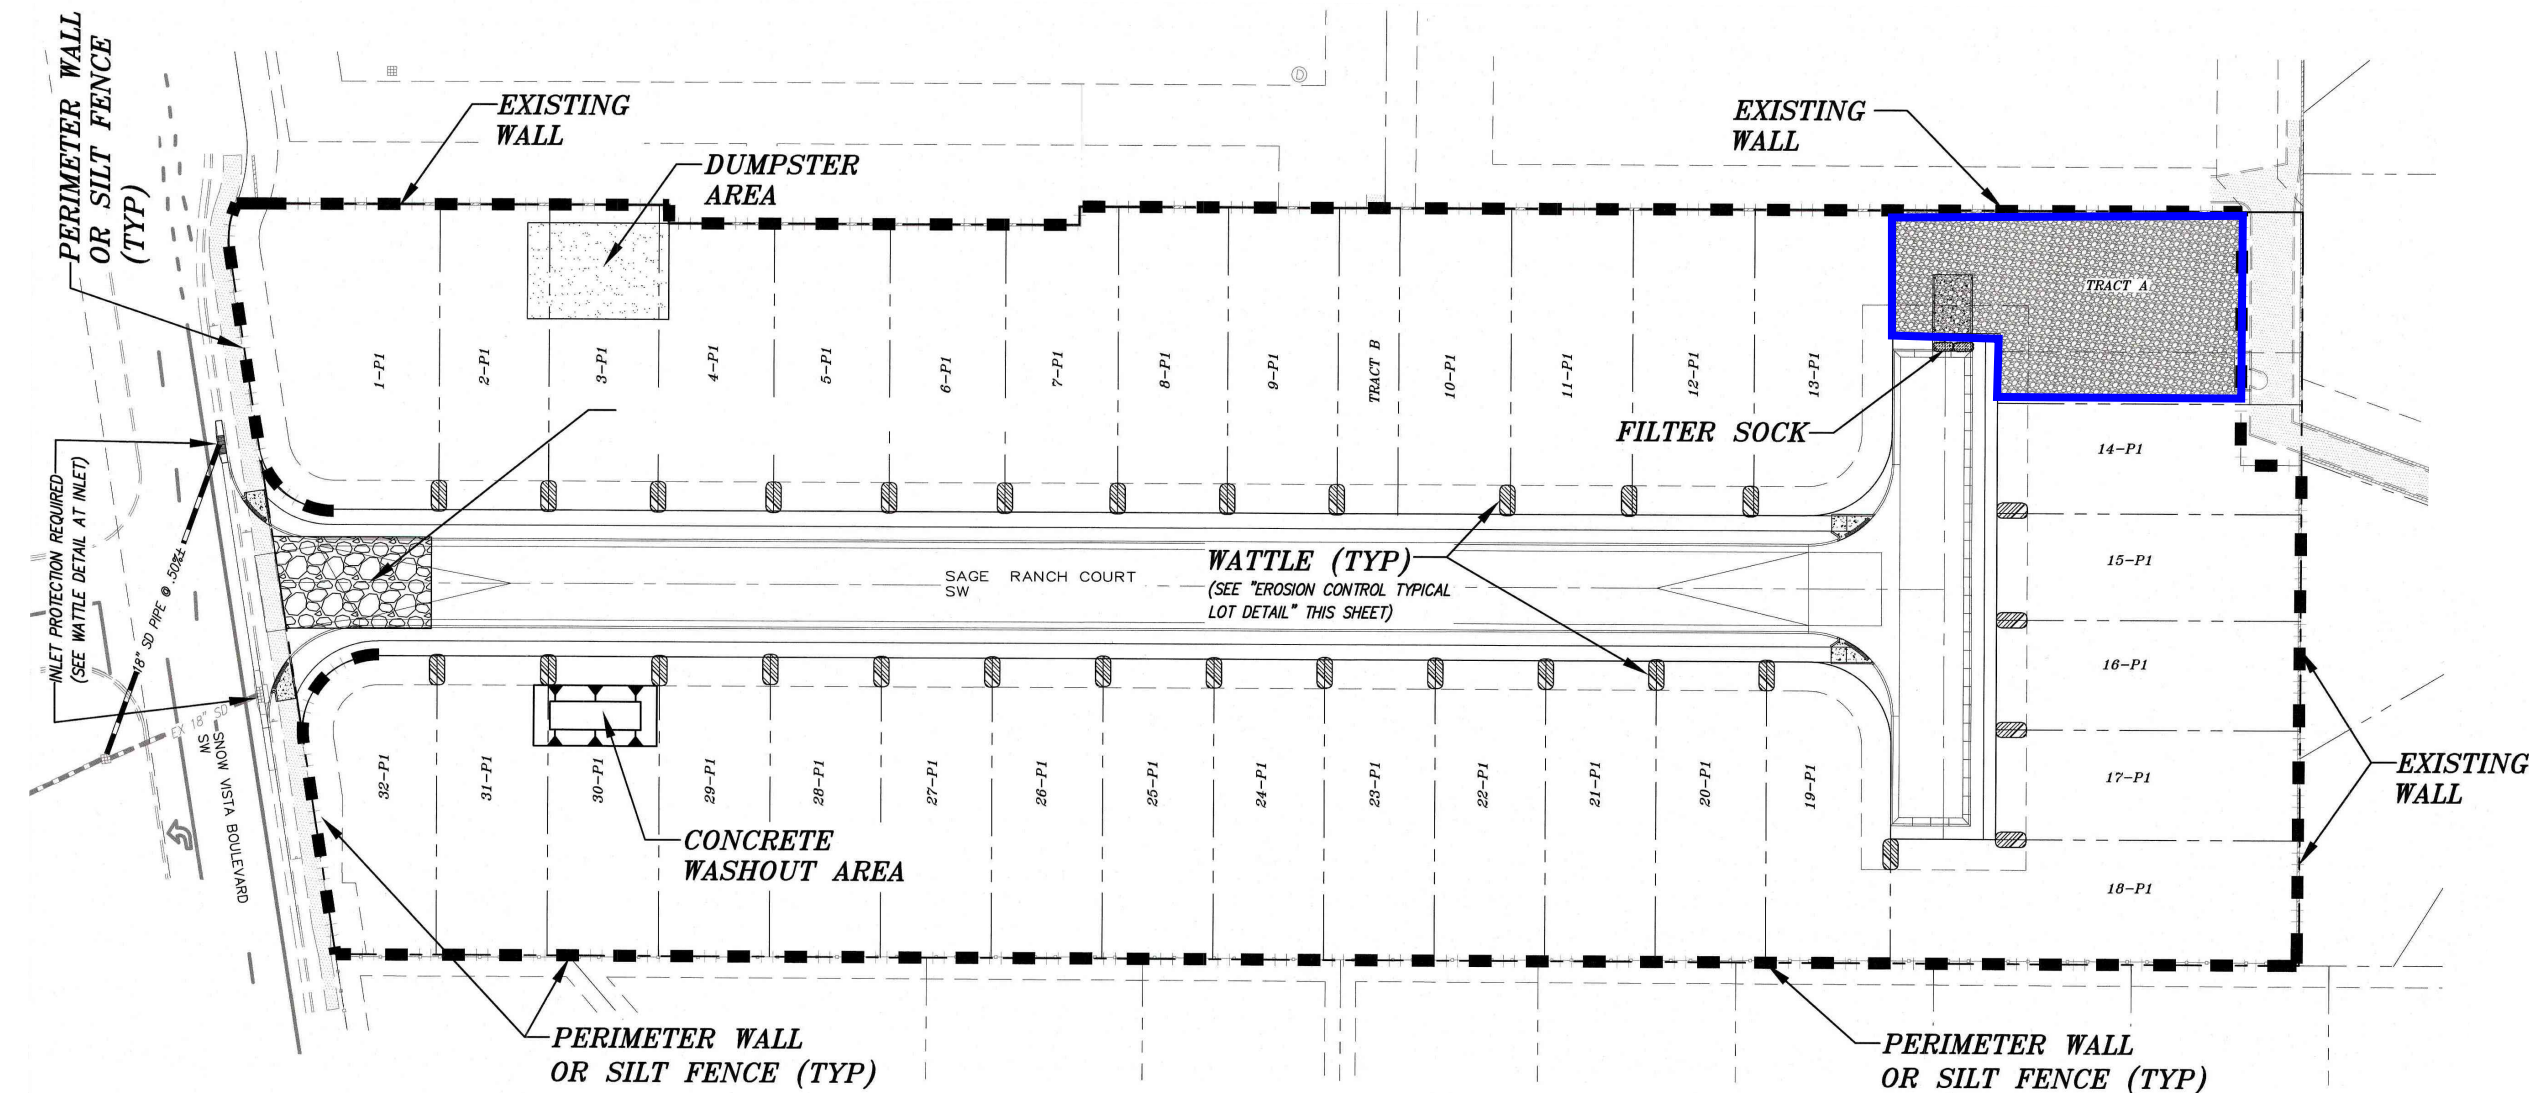 PERIMETER WALL
OR SILT FENCE
(TYP)
EXISTING
WALL
DUMPSTER
AREA
D
EXISTING
WALL
TRACT A
1-P1
2-P1
3-P1
4-P1
5-P1
6-P1
7-P1
8-P1
9-P1
TRACT B
10-P1
11-P1
12-P1
13-P1
FILTER SOCK
14-P1
15-P1
16-P1
17-P1
18-P1
INLET PROTECTION REQUIRED
(SEE WATTLE DETAIL AT INLET)
18" SD PIPE @ .50%±
EX 18" SD
SNOW VISTA BOULEVARD
SW
SAGE RANCH COURT
SW
WATTLE (TYP)
(SEE "EROSION CONTROL TYPICAL
LOT DETAIL" THIS SHEET)
32-P1
31-P1
30-P1
29-P1
28-P1
27-P1
26-P1
25-P1
24-P1
23-P1
22-P1
21-P1
20-P1
19-P1
EXISTING
WALL
CONCRETE
WASHOUT AREA
PERIMETER WALL
OR SILT FENCE (TYP)
PERIMETER WALL
OR SILT FENCE (TYP)